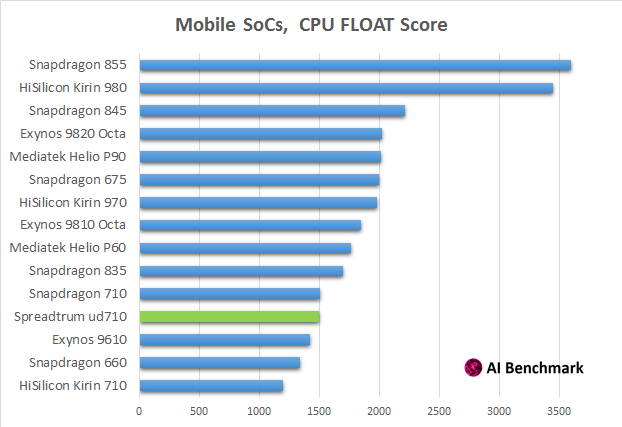 Mobile SoCs, CPU FLOAT Score
Snapdragon 855
HiSilicon Kirin 980
Snapdragon 845
Exynos 9820 Octa
Mediatek Helio P90
Snapdragon 675
HiSilicon Kirin 970
Exynos 9810 Octa
Mediatek Helio P60
Snapdragon 835
Snapdragon 710
Spreadtrum ud710
Exynos 9610
Snapdragon 660
AI Benchmark
HiSilicon Kirin 710
0 500 1000 1500 2000 2500 3000 3500